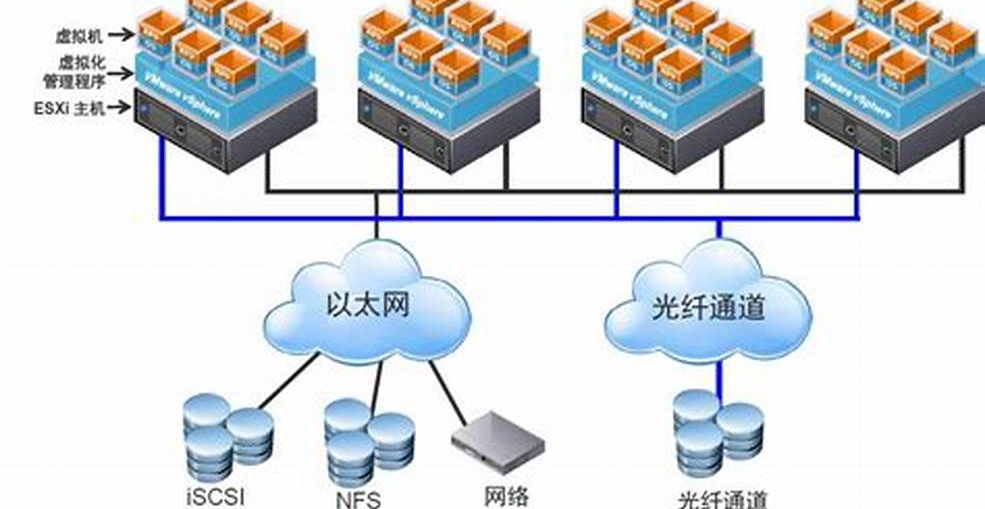 虚拟机
虚拟化
管理程序
ESXi 主机
VMware vSphere
VMware vSphere
VMware vSphere
VMware vSphere
以太网
光纤通道
iSCSI
NFS
网络
光纤通道